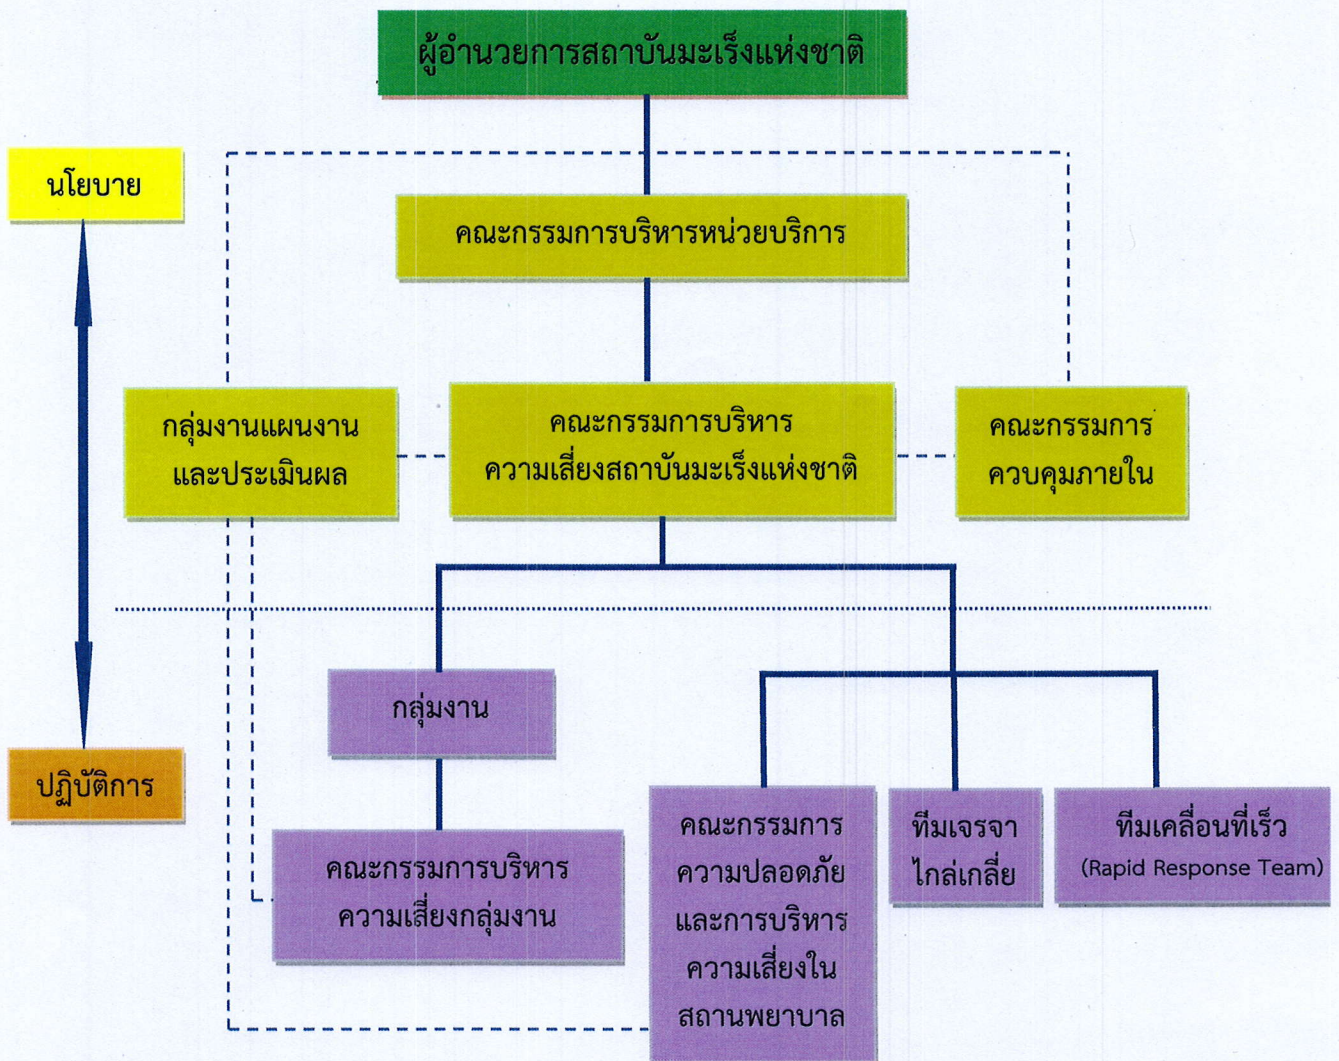 ผู้อำนวยการสถาบันมะเร็งแห่งชาติ
นโยบาย
คณะกรรมการบริหารหน่วยบริการ
กลุ่มงานแผนงาน
และประเมินผล
คณะกรรมการบริหาร
ความเสี่ยงสถาบันมะเร็งแห่งชาติ
คณะกรรมการ
ควบคุมภายใน
กลุ่มงาน
ปฏิบัติการ
คณะกรรมการบริหาร
ความเสี่ยงกลุ่มงาน
คณะกรรมการ
ความปลอดภัย
และการบริหาร
ความเสี่ยงใน
สถานพยาบาล
ทีมเจรจา
ไกล่เกลี่ย
ทีมเคลื่อนที่เร็ว
(Rapid Response Team)